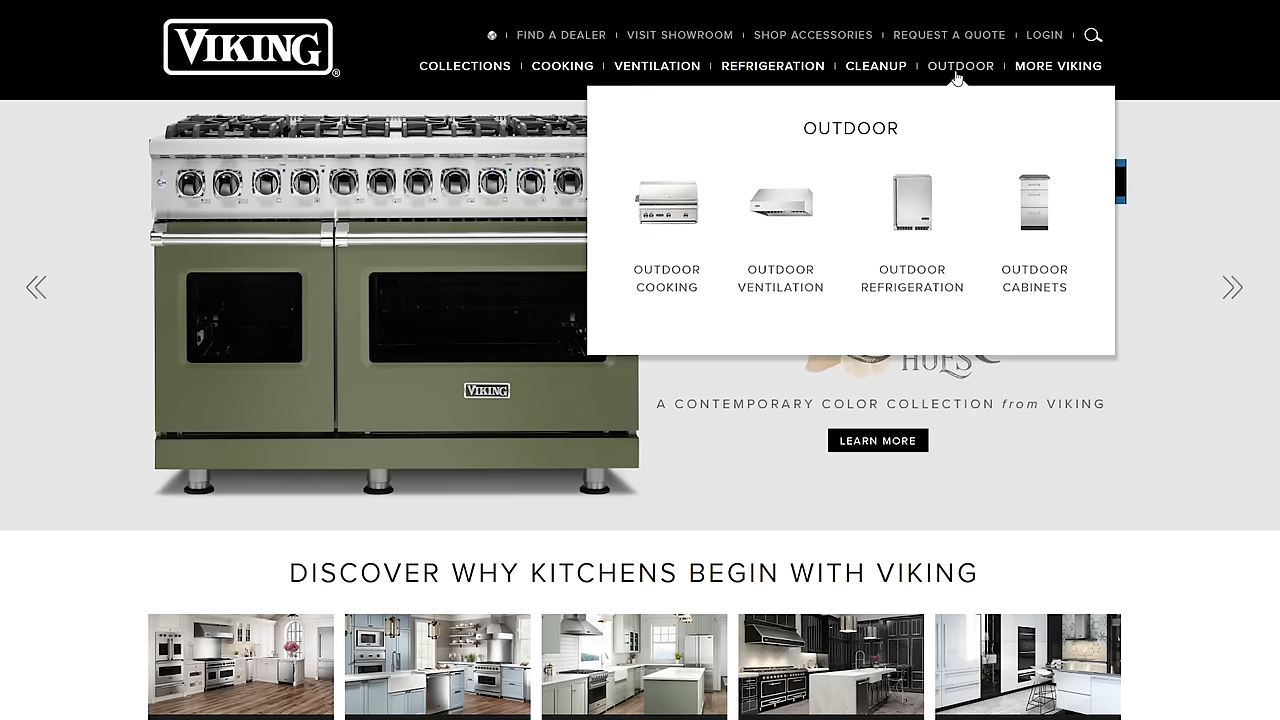 VIKING
®
FIND A DEALER
VISIT SHOWROOM
SHOP ACCESSORIES
REQUEST A QUOTE
LOGIN
COLLECTIONS
COOKING
VENTILATION
REFRIGERATION
CLEANUP
OUTDOOR
MORE VIKING
OUTDOOR
OUTDOOR
COOKING
OUTDOOR
VENTILATION
OUTDOOR
REFRIGERATION
OUTDOOR
CABINETS
VIKING
HUES
A CONTEMPORARY COLOR COLLECTION from VIKING
LEARN MORE
DISCOVER WHY KITCHENS BEGIN WITH VIKING